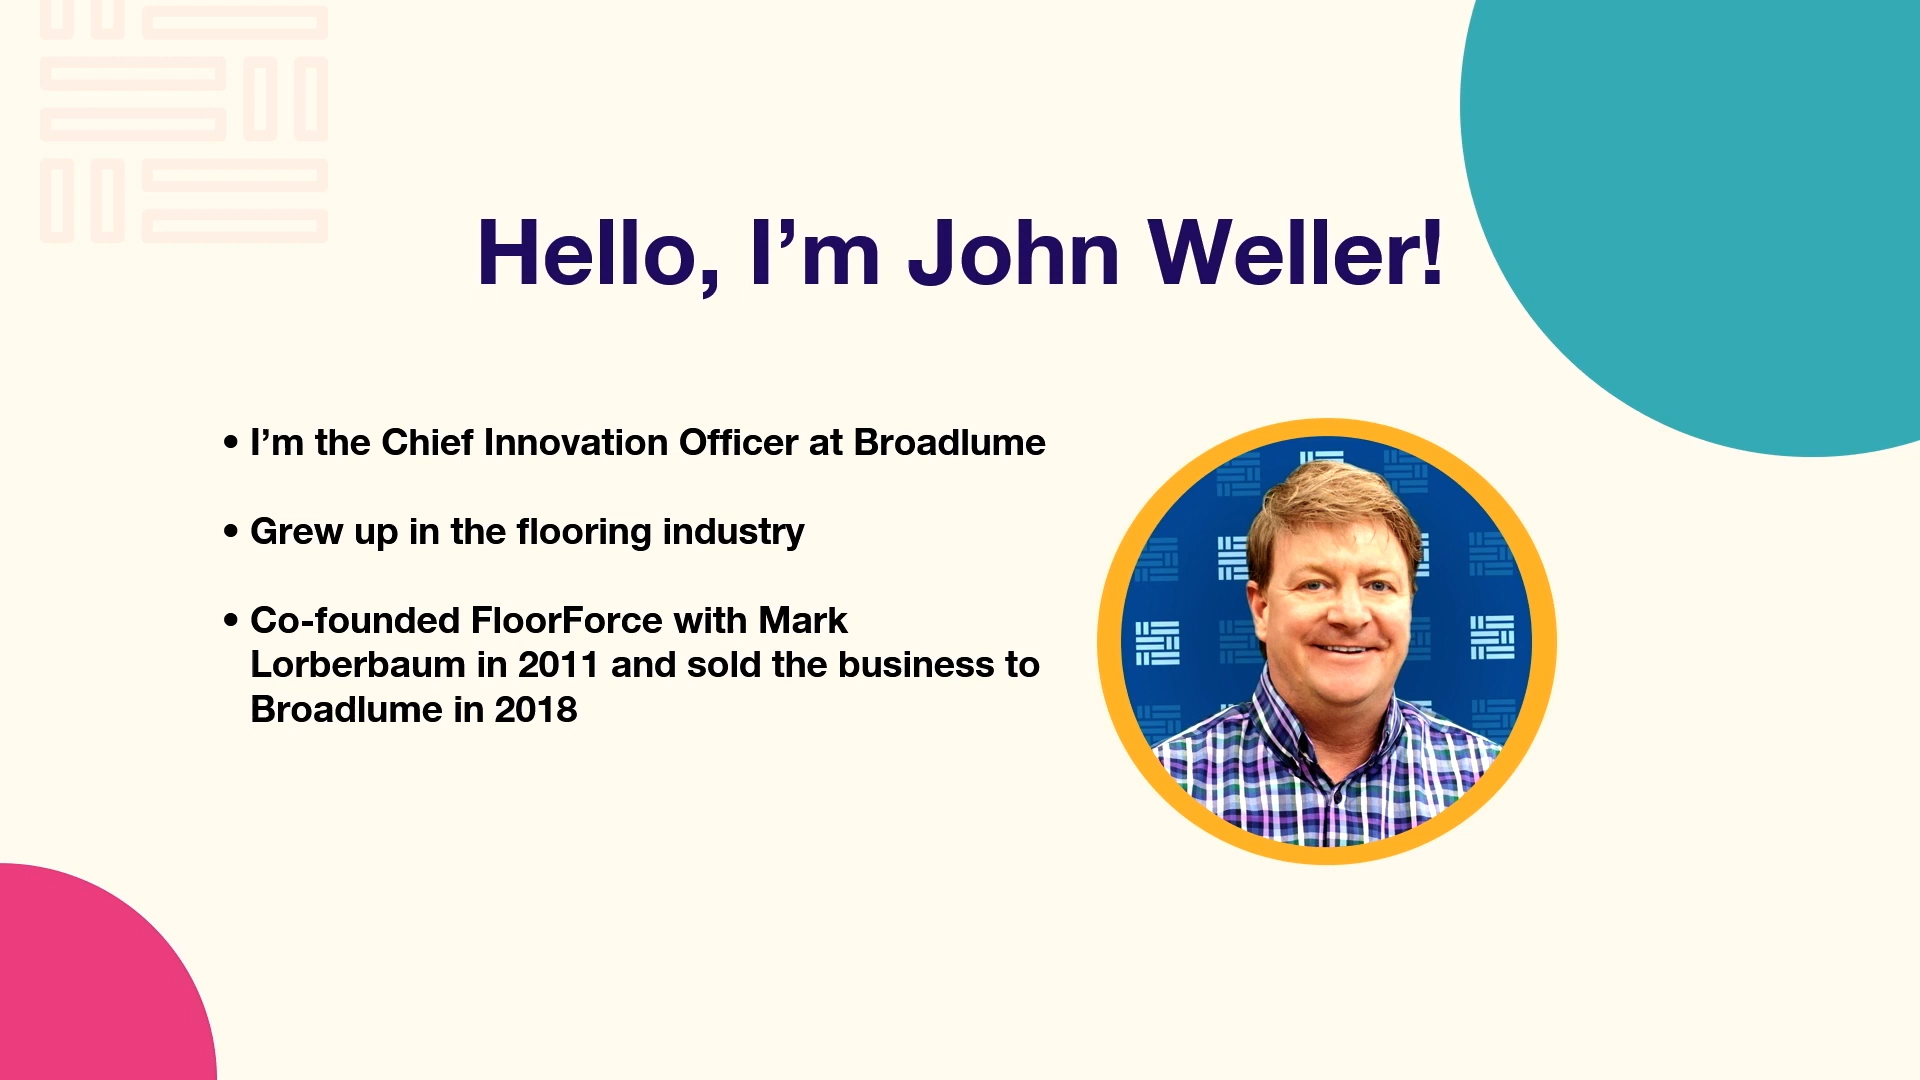 Hello, I’m John Weller!
• I’m the Chief Innovation Officer at Broadlume
• Grew up in the flooring industry
• Co-founded FloorForce with Mark
Lorberbaum in 2011 and sold the business to
Broadlume in 2018